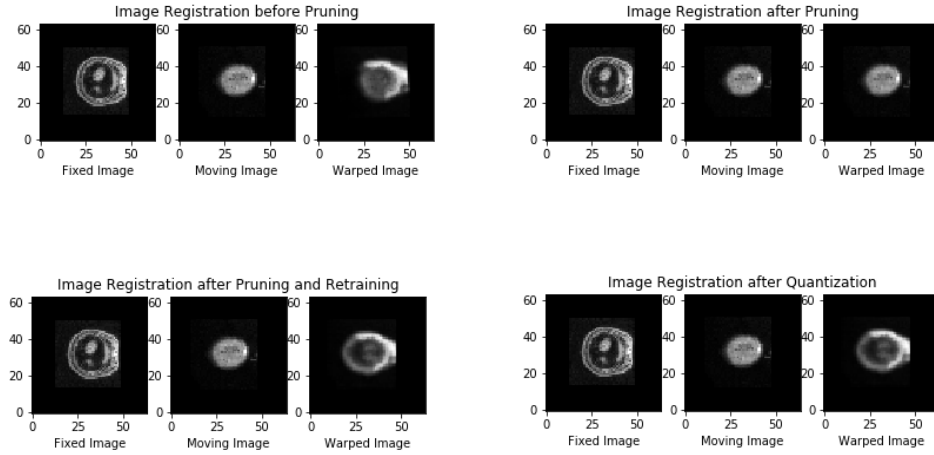 Image Registration before Pruning
60
40
20
0
60
40
20
0
60
40
20
0
0 25 50
0 25 50
0 25 50
Fixed Image
Moving Image
Warped Image
Image Registration after Pruning
60
40
20
0
60
40
20
0
60
40
20
0
0 25 50
0 25 50
0 25 50
Fixed Image
Moving Image
Warped Image
Image Registration after Pruning and Retraining
60
40
20
0
60
40
20
0
60
40
20
0
0 25 50
0 25 50
0 25 50
Fixed Image
Moving Image
Warped Image
Image Registration after Quantization
60
40
20
0
60
40
20
0
60
40
20
0
0 25 50
0 25 50
0 25 50
Fixed Image
Moving Image
Warped Image